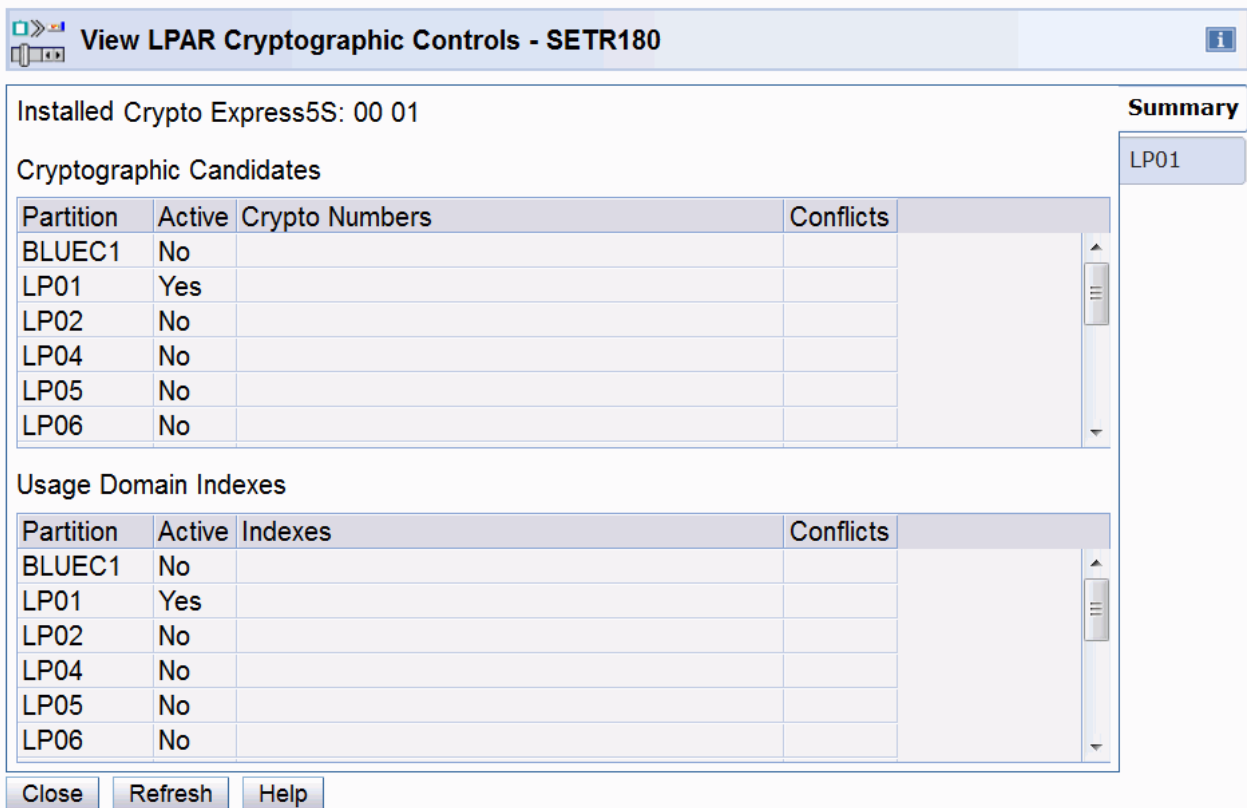 View LPAR Cryptographic Controls - SETR180
i
Installed Crypto Express5S: 00 01
Summary
LP01
Cryptographic Candidates
Partition Active Crypto Numbers Conflicts
BLUEC1 No
LP01 Yes
LP02 No
LP04 No
LP05 No
LP06 No
Usage Domain Indexes
Partition Active Indexes Conflicts
BLUEC1 No
LP01 Yes
LP02 No
LP04 No
LP05 No
LP06 No
Close Refresh Help